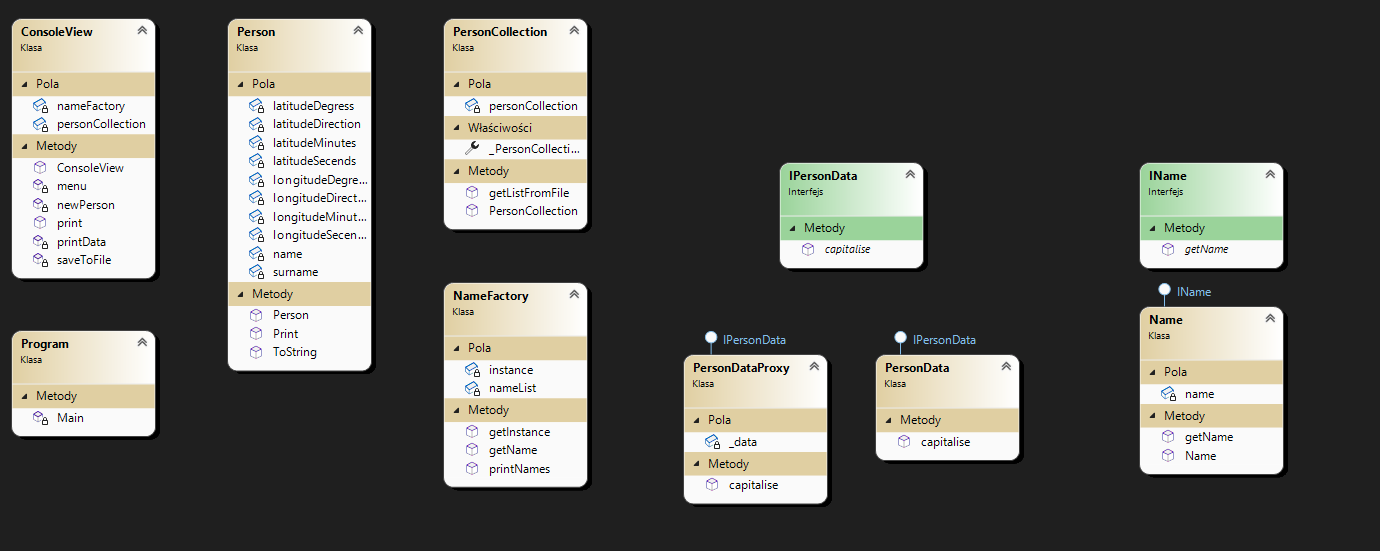 ConsoleView
Klasa
Pola
nameFactory
personCollection
Metody
ConsoleView
menu
newPerson
print
printData
saveToFile
Program
Klasa
Metody
Main
Person
Klasa
Pola
latitudeDegress
latitudeDirection
latitudeMinutes
latitudeSecends
longitudeDegre...
longitudeDirect...
longitudeMinut...
longitudeSecen...
name
surname
Metody
Person
Print
ToString
PersonCollection
Klasa
Pola
personCollection
Właściwości
_PersonCollecti...
Metody
getListFromFile
PersonCollection
NameFactory
Klasa
Pola
instance
nameList
Metody
getInstance
getName
printNames
IPersonData
Interfejs
Metody
capitalise
IPersonData
PersonDataProxy
Klasa
Pola
_data
Metody
capitalise
IPersonData
PersonData
Klasa
Metody
capitalise
IName
Interfejs
Metody
getName
IName
Name
Klasa
Pola
name
Metody
getName
Name